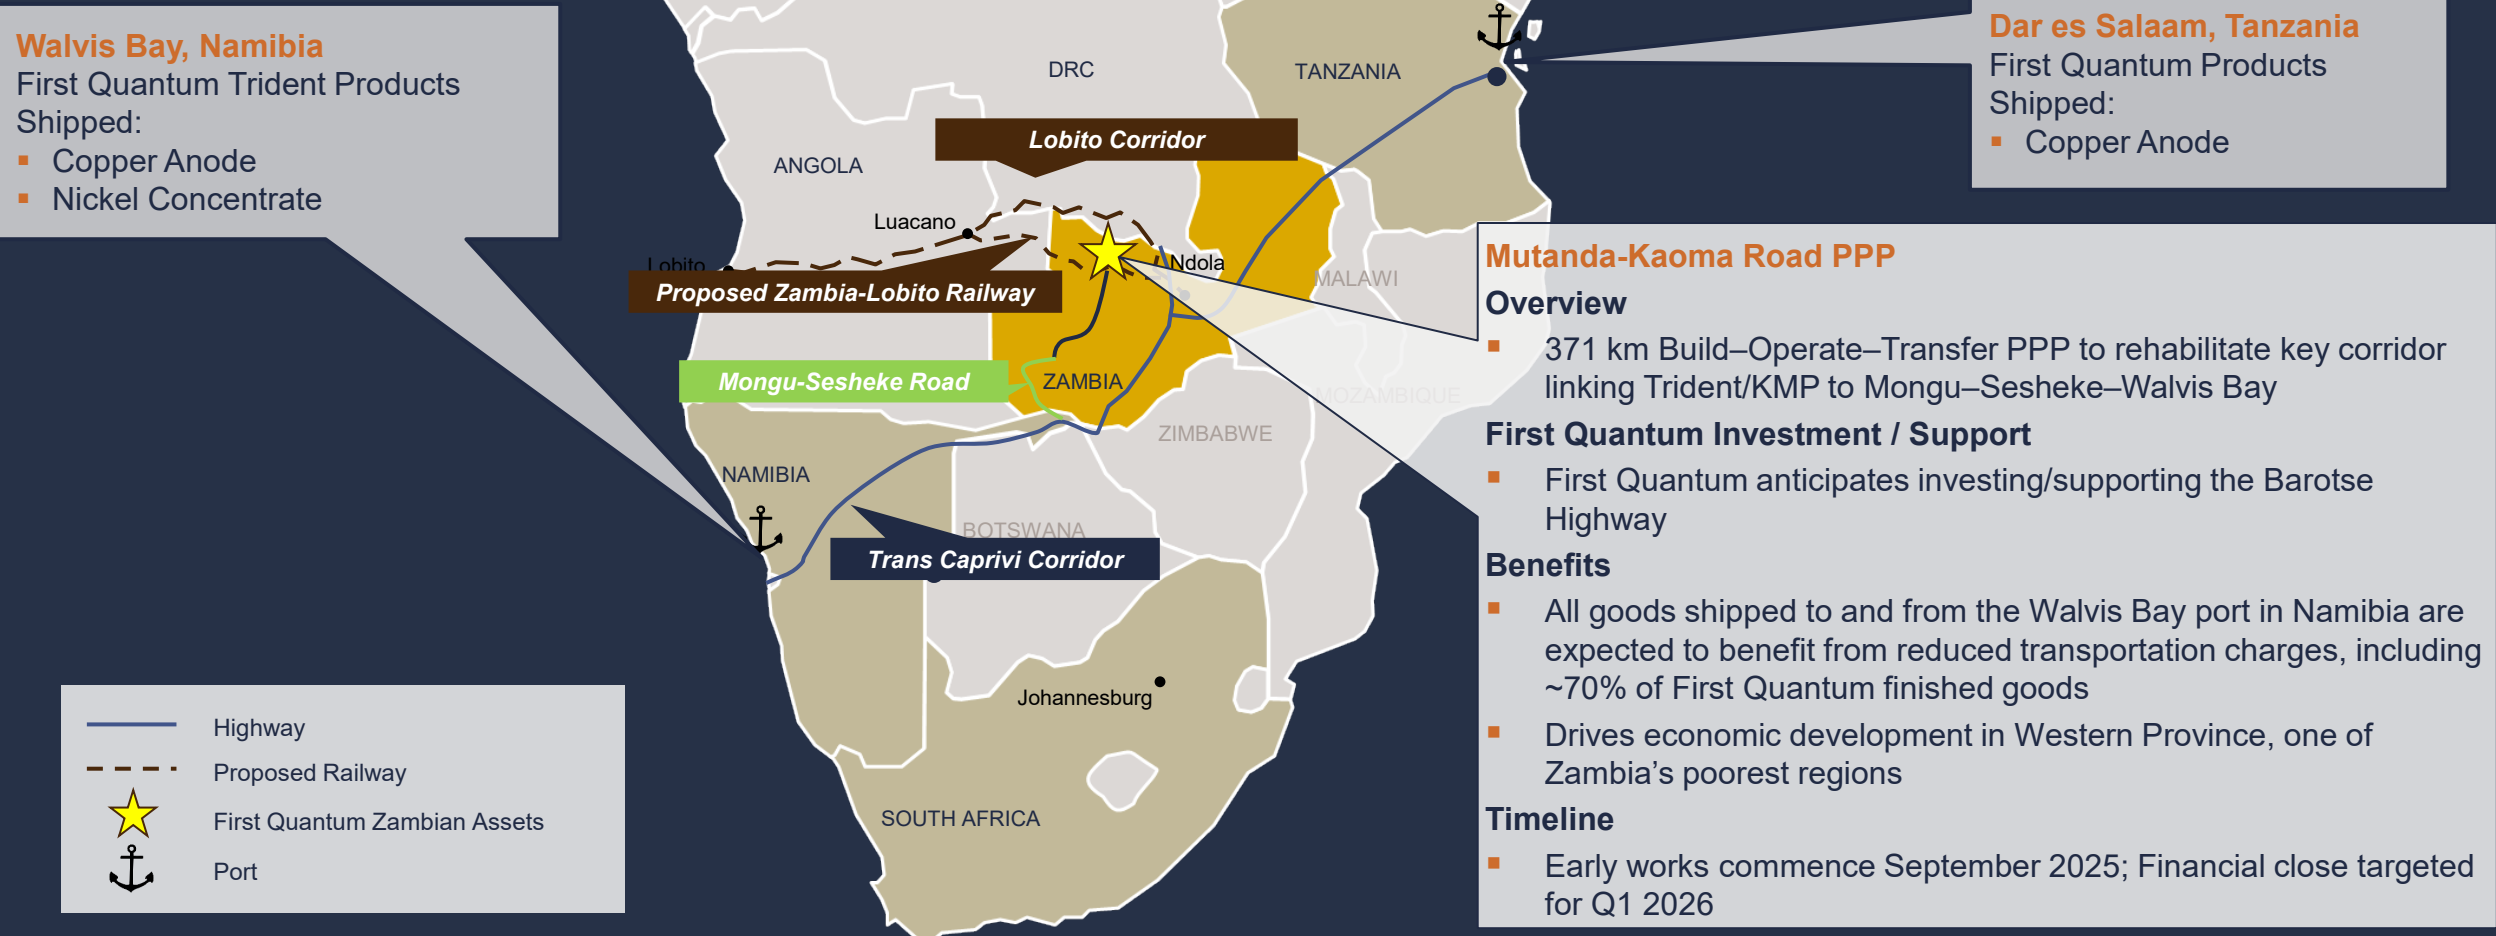 Walvis Bay, Namibia
First Quantum Trident Products
Shipped:
▪ Copper Anode
▪ Nickel Concentrate
Dar es Salaam, Tanzania
First Quantum Products
Shipped:
▪ Copper Anode
DRC
TANZANIA
Lobito Corridor
ANGOLA
Luacano
Lobito
Ndola
Proposed Zambia-Lobito Railway
MALAWI
Mongu-Sesheke Road
ZAMBIA
MOZAMBIQUE
ZIMBABWE
NAMIBIA
BOTSWANA
Trans Caprivi Corridor
Johannesburg
SOUTH AFRICA
Mutanda-Kaoma Road PPP
Overview
▪ 371 km Build–Operate–Transfer PPP to rehabilitate key corridor
linking Trident/KMP to Mongu–Sesheke–Walvis Bay
First Quantum Investment / Support
▪ First Quantum anticipates investing/supporting the Barotse
Highway
Benefits
▪ All goods shipped to and from the Walvis Bay port in Namibia are
expected to benefit from reduced transportation charges, including
~70% of First Quantum finished goods
▪ Drives economic development in Western Province, one of
Zambia’s poorest regions
Timeline
▪ Early works commence September 2025; Financial close targeted
for Q1 2026
Highway
Proposed Railway
First Quantum Zambian Assets
Port